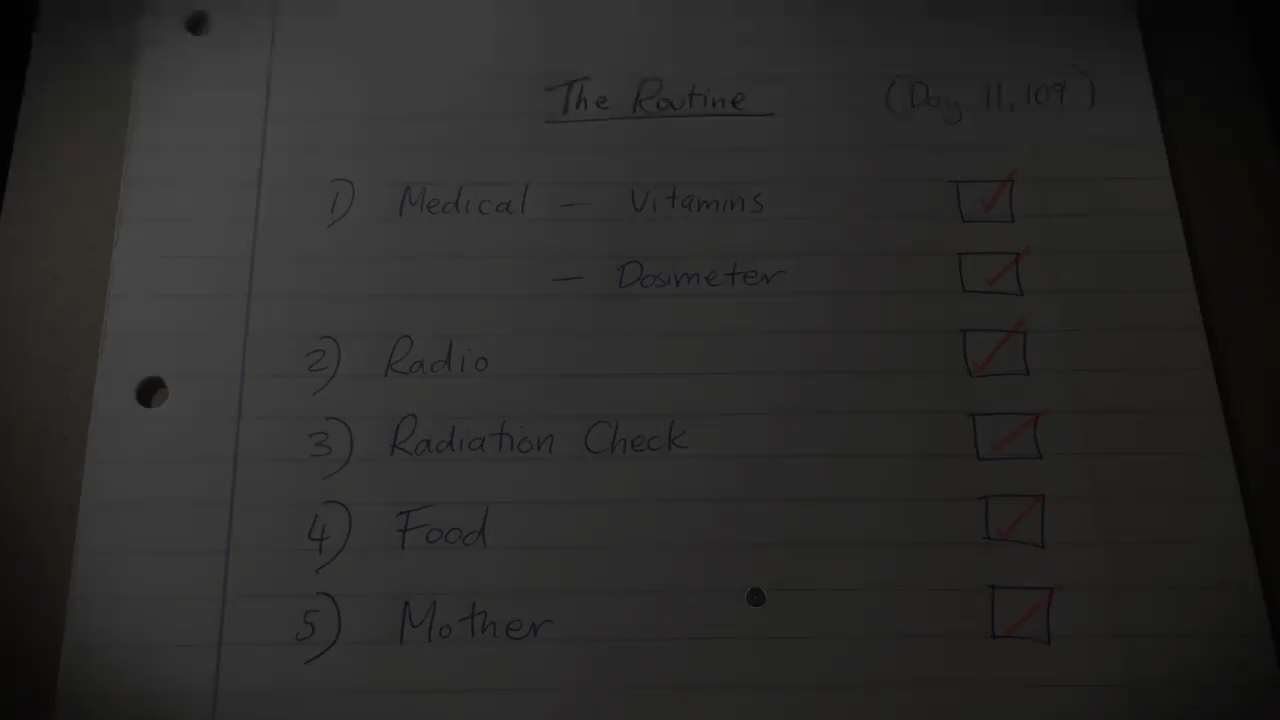 The Routine (Day 11,109)
1) Medical — Vitamins
— Dosimeter
2) Radio
3) Radiation Check
4) Food
5) Mother